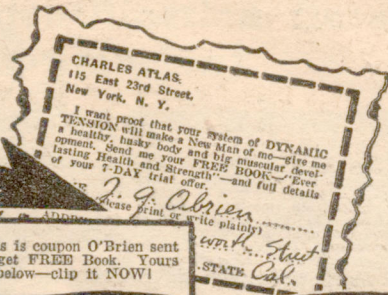 CHARLES ATLAS,
115 East 23rd Street,
New York, N. Y.
I want proof that your system of DYNAMIC
TENSION will make a New Man of me—give me
a healthy, husky body and big muscular devel-
opment. Send me your FREE BOOK—"Ever
lasting Health and Strength"—and full details
of your 7-DAY trial offer.
J. J. Obrien
(Please print or write plainly)
worth Street
STATE Cal.
s is coupon O'Brien sent
get FREE Book. Yours
below—clip it NOW!